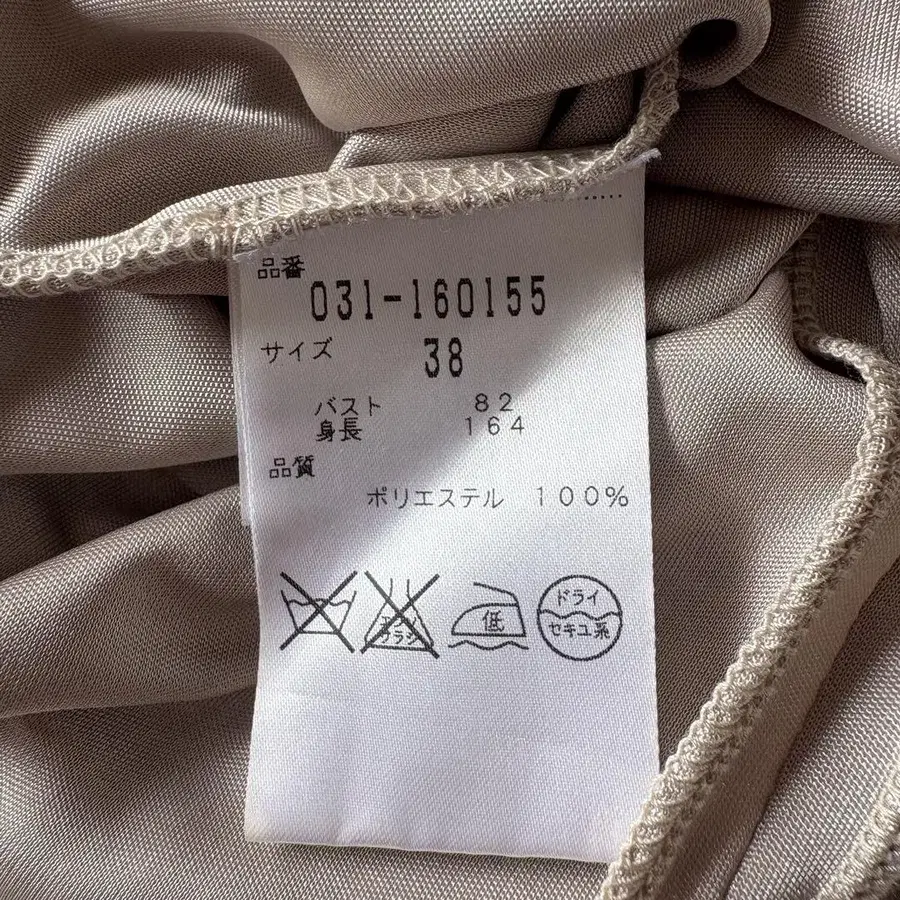 品番
031-160155
サイズ 38
バスト 82
身長 164
品質
ポリエステル 100%
低
ドライ
セキユ系